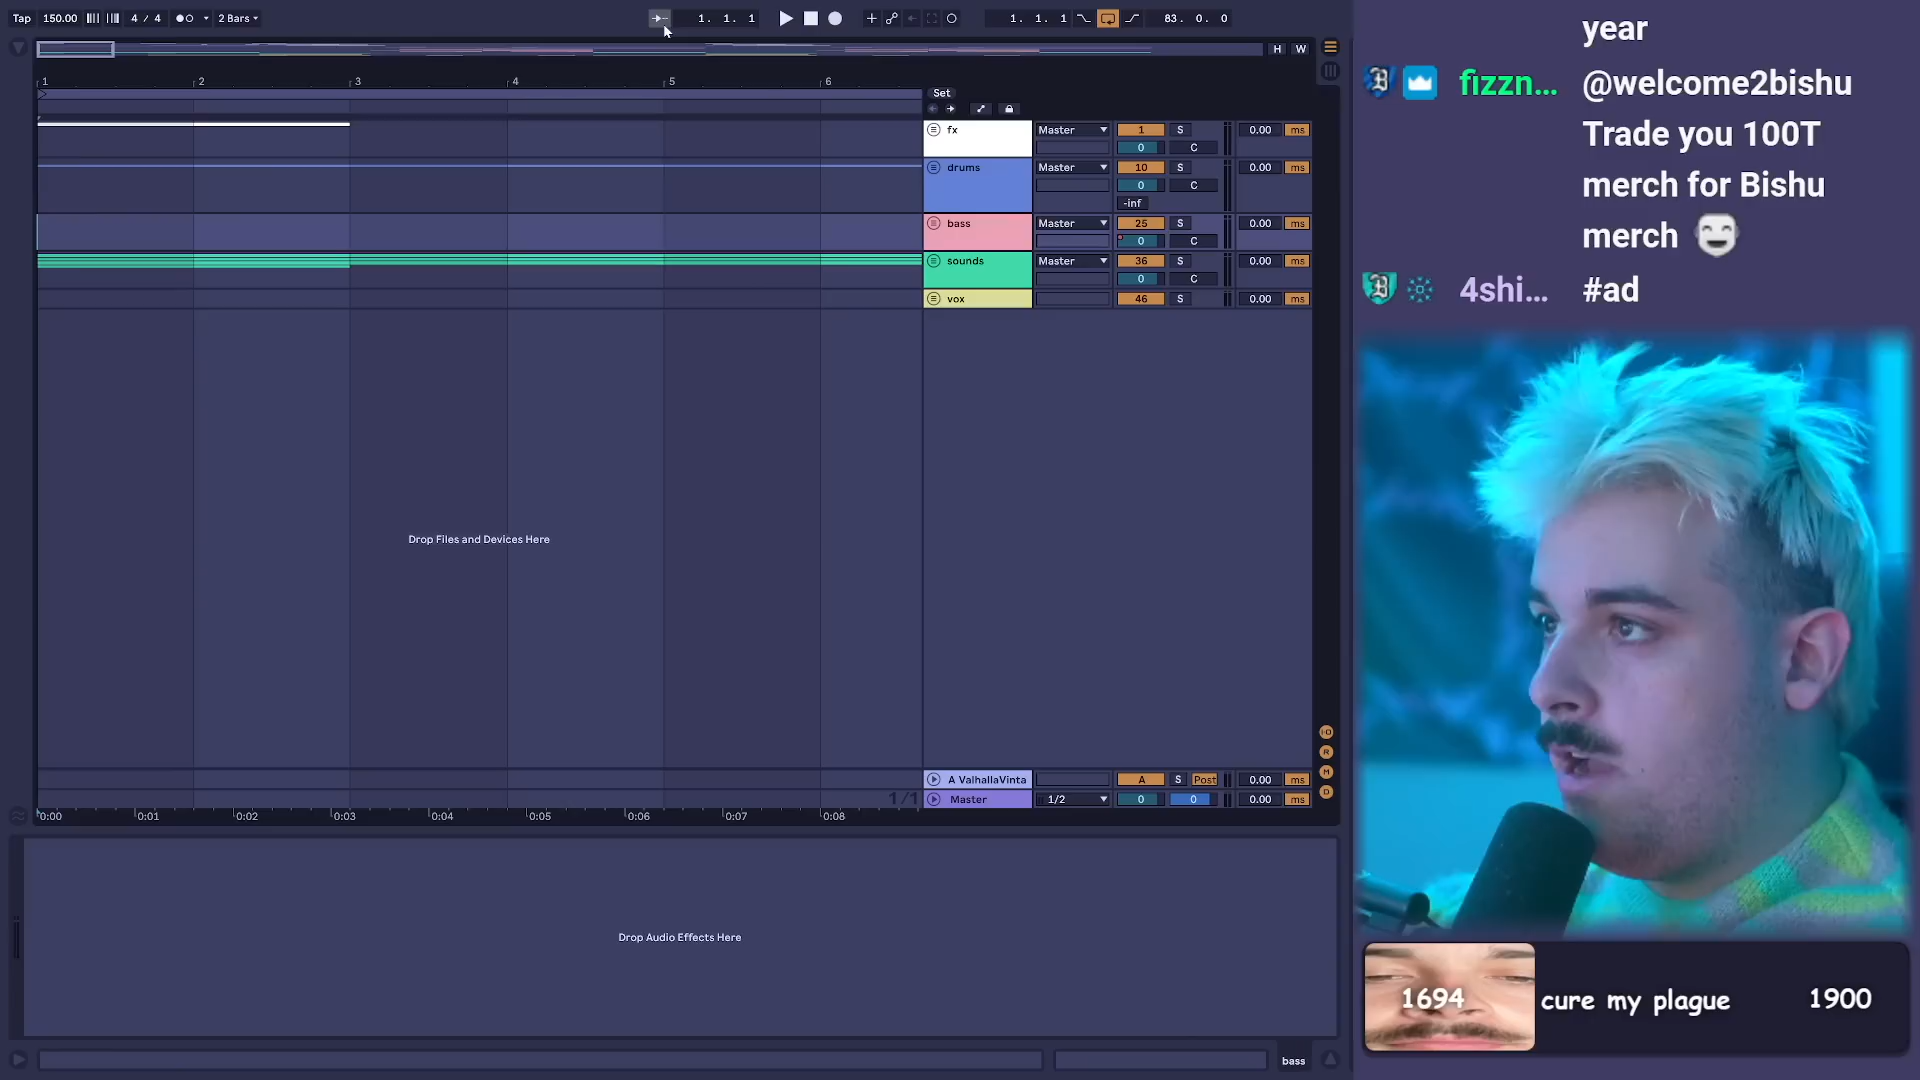 Tap 150.00 4 / 4 2 Bars
1. 1. 1
1. 1. 1 83. 0. 0
H W
1 2 3 4 5 6
Set
fx Master 1 S 0.00 ms
0 C
drums Master 10 S 0.00 ms
0 C
-inf
bass Master 25 S 0.00 ms
0 C
sounds Master 36 S 0.00 ms
0 C
vox 46 S 0.00 ms
Drop Files and Devices Here
I-O
R
M
D
A ValhallaVinta A S Post 0.00 ms
1/1 Master 1/2 0 0 0.00 ms
0:00 0:01 0:02 0:03 0:04 0:05 0:06 0:07 0:08
Drop Audio Effects Here
bass
year
fizzn... @welcome2bishu
Trade you 100T
merch for Bishu
merch
4shi... #ad
1694 cure my plague 1900